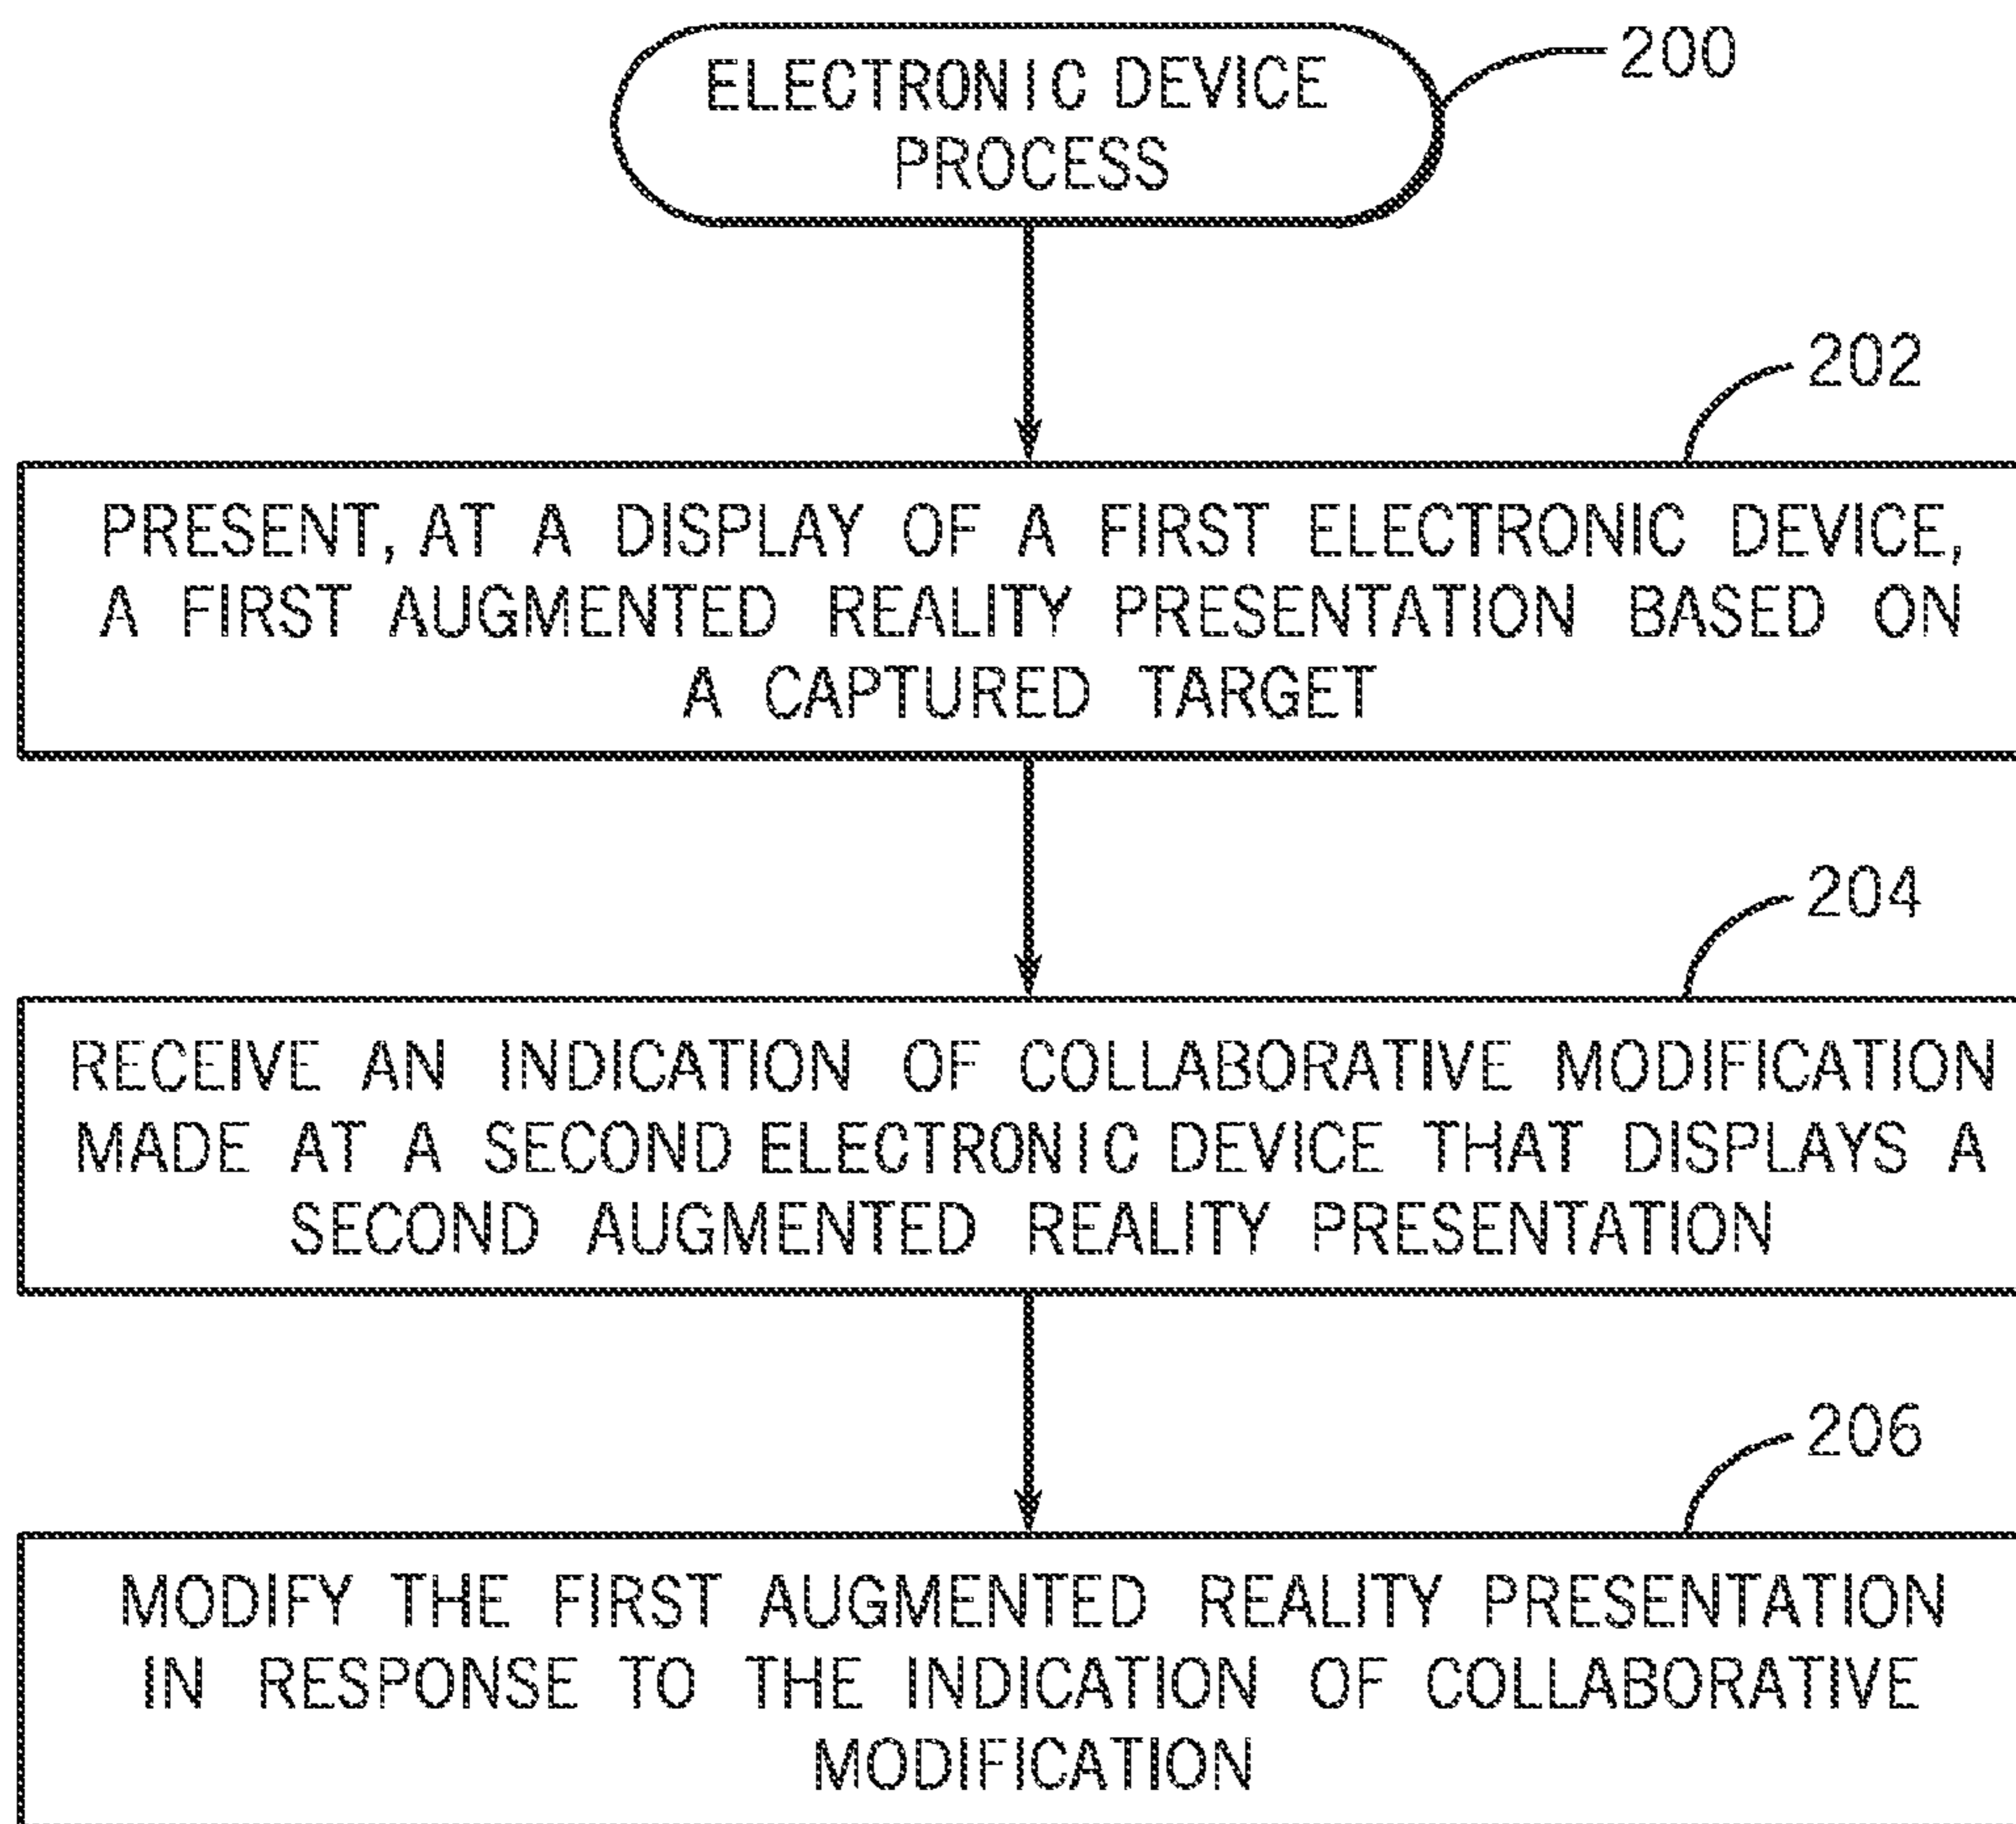 ELECTRONIC DEVICE
PROCESS
200
202
PRESENT, AT A DISPLAY OF A FIRST ELECTRONIC DEVICE,
A FIRST AUGMENTED REALITY PRESENTATION BASED ON
A CAPTURED TARGET
204
RECEIVE AN INDICATION OF COLLABORATIVE MODIFICATION
MADE AT A SECOND ELECTRONIC DEVICE THAT DISPLAYS A
SECOND AUGMENTED REALITY PRESENTATION
206
MODIFY THE FIRST AUGMENTED REALITY PRESENTATION
IN RESPONSE TO THE INDICATION OF COLLABORATIVE
MODIFICATION